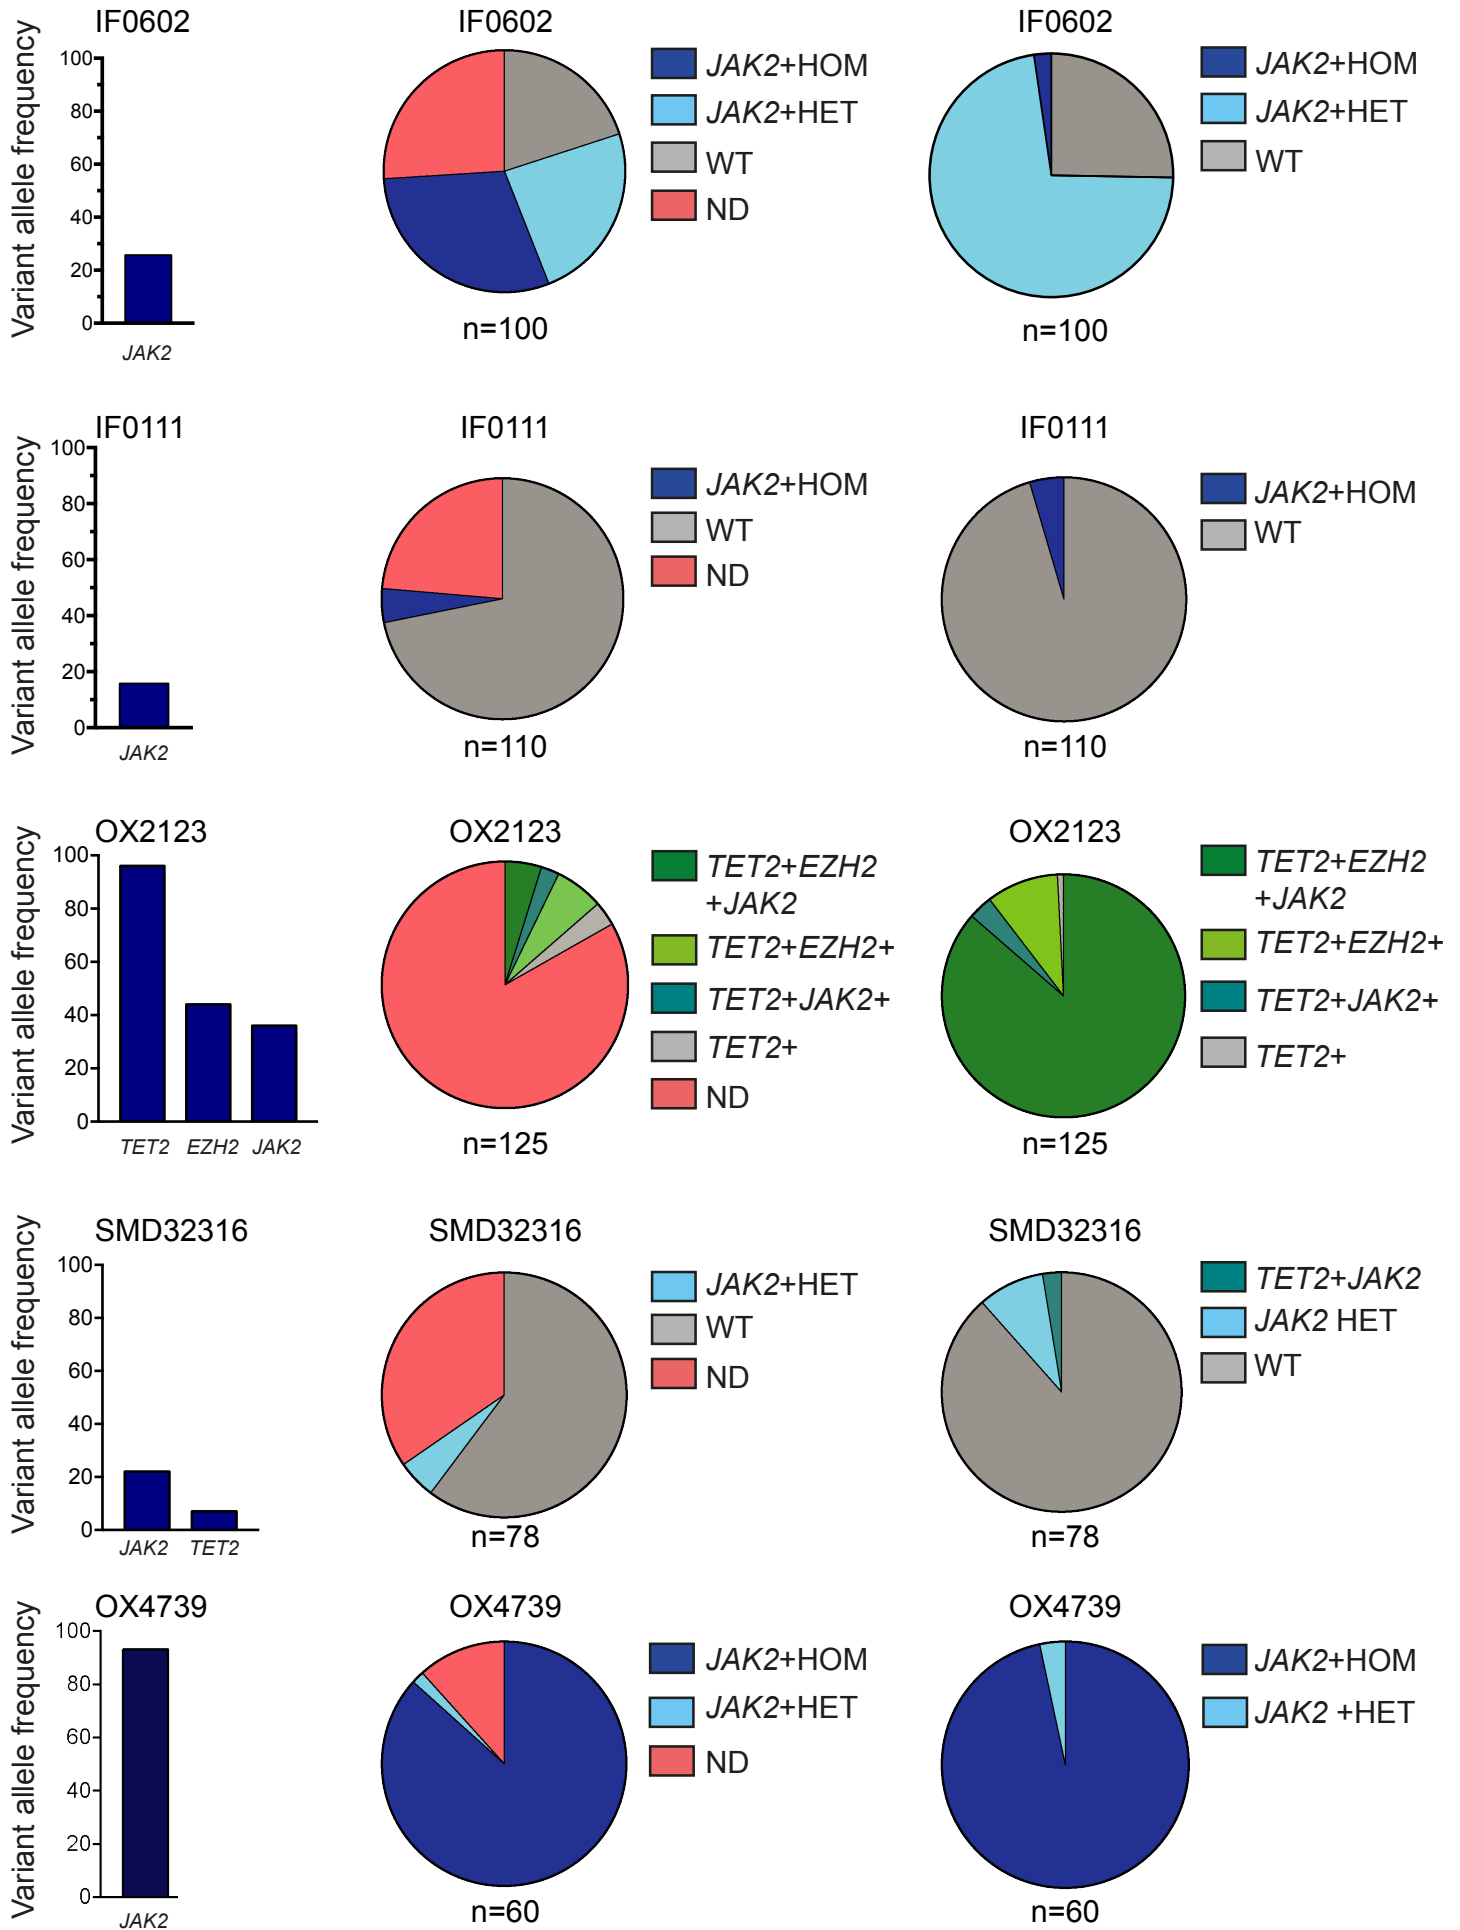 IF0602
Variant allele frequency
100
80
60
40
20
0
JAK2
IF0602
JAK2+HOM
JAK2+HET
WT
ND
n=100
IF0602
JAK2+HOM
JAK2+HET
WT
n=100
IF0111
Variant allele frequency
100
80
60
40
20
0
JAK2
IF0111
JAK2+HOM
WT
ND
n=110
IF0111
JAK2+HOM
WT
n=110
OX2123
Variant allele frequency
100
80
60
40
20
0
TET2 EZH2 JAK2
OX2123
TET2+EZH2
+JAK2
TET2+EZH2+
TET2+JAK2+
TET2+
ND
n=125
OX2123
TET2+EZH2
+JAK2
TET2+EZH2+
TET2+JAK2+
TET2+
n=125
SMD32316
Variant allele frequency
100
80
60
40
20
0
JAK2 TET2
SMD32316
JAK2+HET
WT
ND
n=78
SMD32316
TET2+JAK2
JAK2 HET
WT
n=78
OX4739
Variant allele frequency
100
80
60
40
20
0
JAK2
OX4739
JAK2+HOM
JAK2+HET
ND
n=60
OX4739
JAK2+HOM
JAK2 +HET
n=60